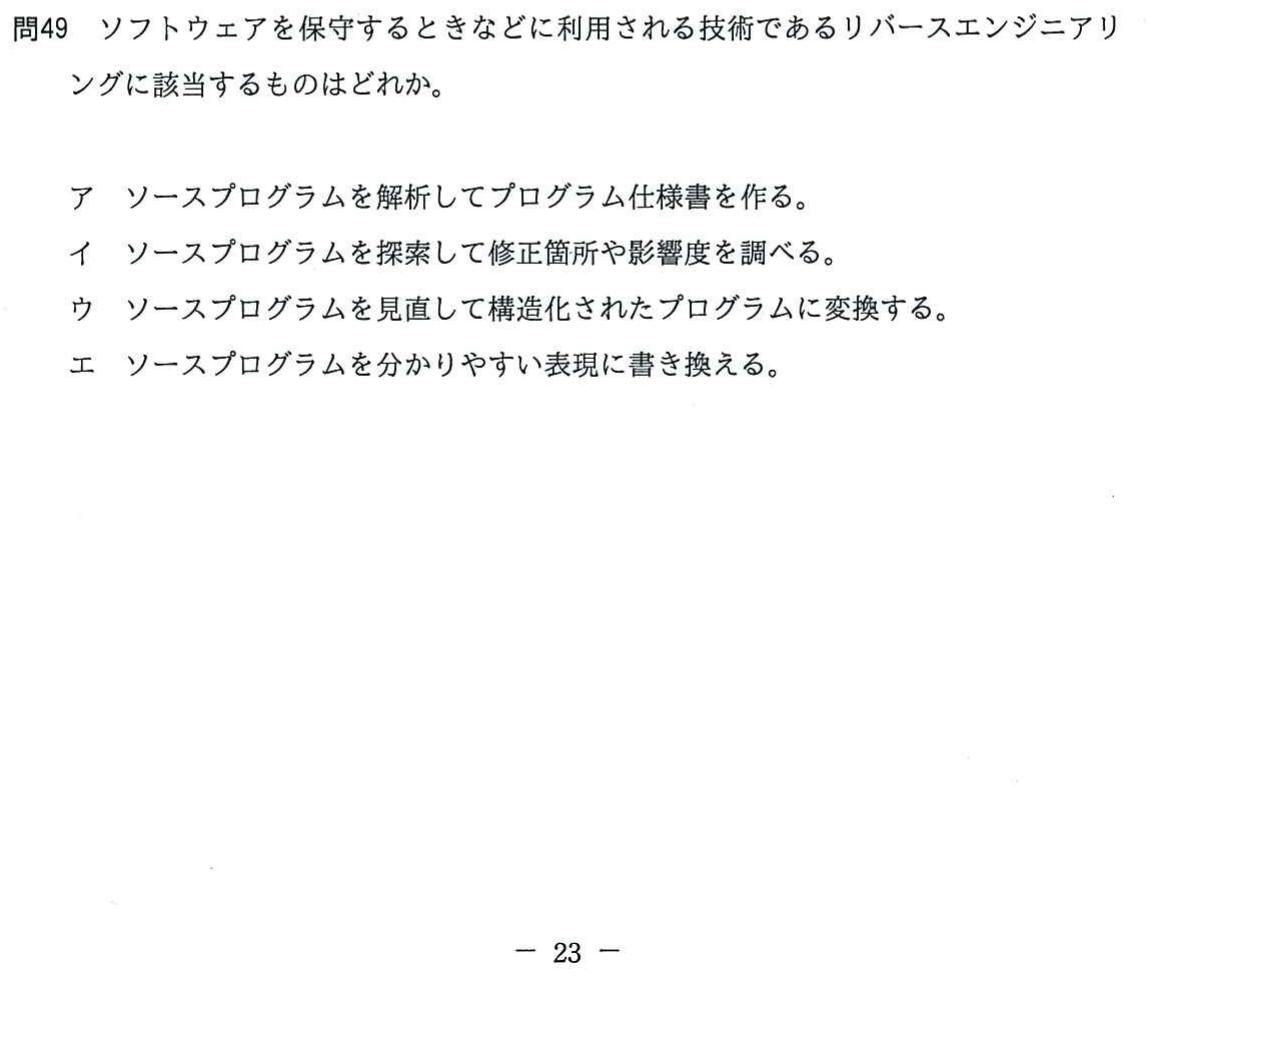 問49　ソフトウェアを保守するときなどに利用される技術であるリバースエンジニアリ
ングに該当するものはどれか。
ア　ソースプログラムを解析してプログラム仕様書を作る。
イ　ソースプログラムを探索して修正箇所や影響度を調べる。
ウ　ソースプログラムを見直して構造化されたプログラムに変換する。
エ　ソースプログラムを分かりやすい表現に書き換える。
－ 23 －